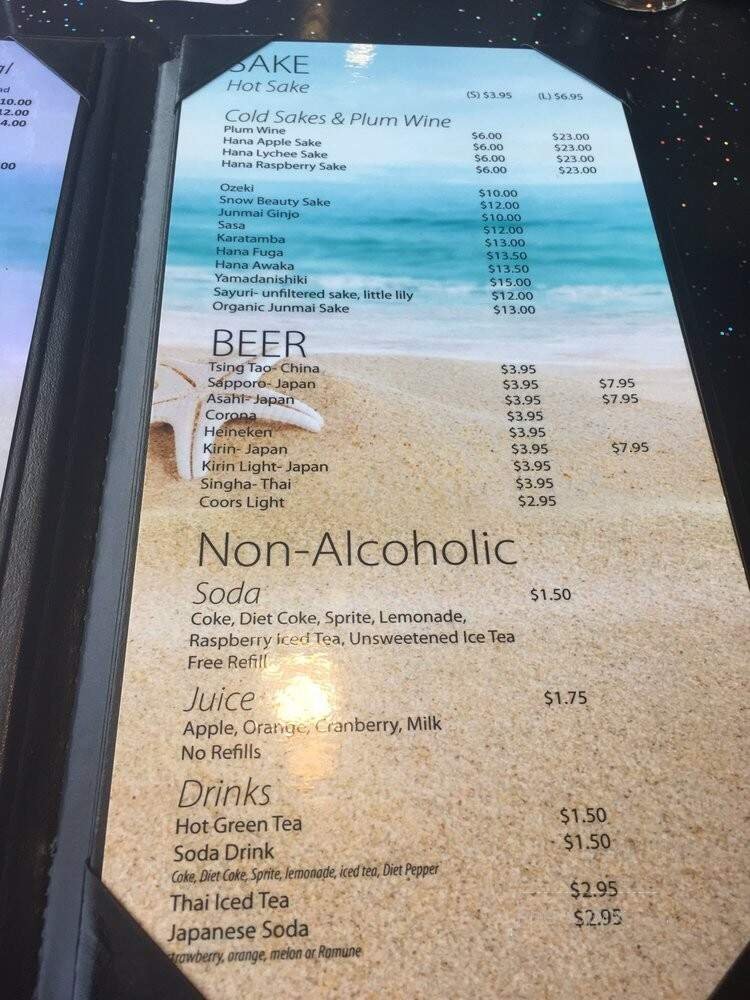 10.00
12.00
4.00
SAKE
Hot Sake (S) $3.95 (L) $6.95
Cold Sakes & Plum Wine
Plum Wine $6.00 $23.00
Hana Apple Sake $6.00 $23.00
Hana Lychee Sake $6.00 $23.00
Hana Raspberry Sake $6.00 $23.00
Ozeki $10.00
Snow Beauty Sake $12.00
Junmai Ginjo $10.00
Sasa $12.00
Karatamba $13.00
Hana Fuga $13.50
Hana Awaka $13.50
Yamadanishiki $15.00
Sayuri- unfiltered sake, little lily $12.00
Organic Junmai Sake $13.00
BEER
Tsing Tao- China $3.95
Sapporo- Japan $3.95 $7.95
Asahi- Japan $3.95 $7.95
Corona $3.95
Heineken $3.95
Kirin- Japan $3.95 $7.95
Kirin Light- Japan $3.95
Singha- Thai $3.95
Coors Light $2.95
Non-Alcoholic
Soda $1.50
Coke, Diet Coke, Sprite, Lemonade,
Raspberry Iced Tea, Unsweetened Ice Tea
Free Refill
Juice $1.75
Apple, Orange, Cranberry, Milk
No Refills
Drinks
Hot Green Tea $1.50
Soda Drink $1.50
Coke, Diet Coke, Sprite, lemonade, iced tea, Diet Pepper
Thai Iced Tea $2.95
Japanese Soda $2.95
trawberry, orange, melon or Ramune